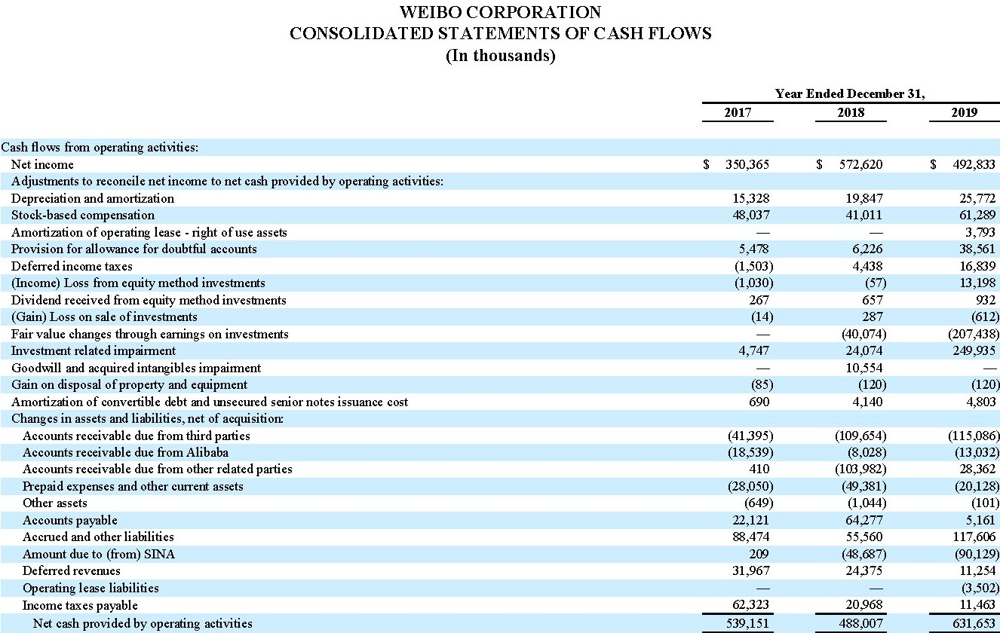 WEIBO CORPORATION
CONSOLIDATED STATEMENTS OF CASH FLOWS
(In thousands)
Year Ended December 31,
2017 2018 2019
Cash flows from operating activities:
Net income $ 350,365 $ 572,620 $ 492,833
Adjustments to reconcile net income to net cash provided by operating activities:
Depreciation and amortization 15,328 19,847 25,772
Stock-based compensation 48,037 41,011 61,289
Amortization of operating lease - right of use assets — — 3,793
Provision for allowance for doubtful accounts 5,478 6,226 38,561
Deferred income taxes (1,503) 4,438 16,839
(Income) Loss from equity method investments (1,030) (57) 13,198
Dividend received from equity method investments 267 657 932
(Gain) Loss on sale of investments (14) 287 (612)
Fair value changes through earnings on investments — (40,074) (207,438)
Investment related impairment 4,747 24,074 249,935
Goodwill and acquired intangibles impairment — 10,554 —
Gain on disposal of property and equipment (85) (120) (120)
Amortization of convertible debt and unsecured senior notes issuance cost 690 4,140 4,803
Changes in assets and liabilities, net of acquisition:
Accounts receivable due from third parties (41,395) (109,654) (115,086)
Accounts receivable due from Alibaba (18,539) (8,028) (13,032)
Accounts receivable due from other related parties 410 (103,982) 28,362
Prepaid expenses and other current assets (28,050) (49,381) (20,128)
Other assets (649) (1,044) (101)
Accounts payable 22,121 64,277 5,161
Accrued and other liabilities 88,474 55,560 117,606
Amount due to (from) SINA 209 (48,687) (90,129)
Deferred revenues 31,967 24,375 11,254
Operating lease liabilities — — (3,502)
Income taxes payable 62,323 20,968 11,463
Net cash provided by operating activities 539,151 488,007 631,653